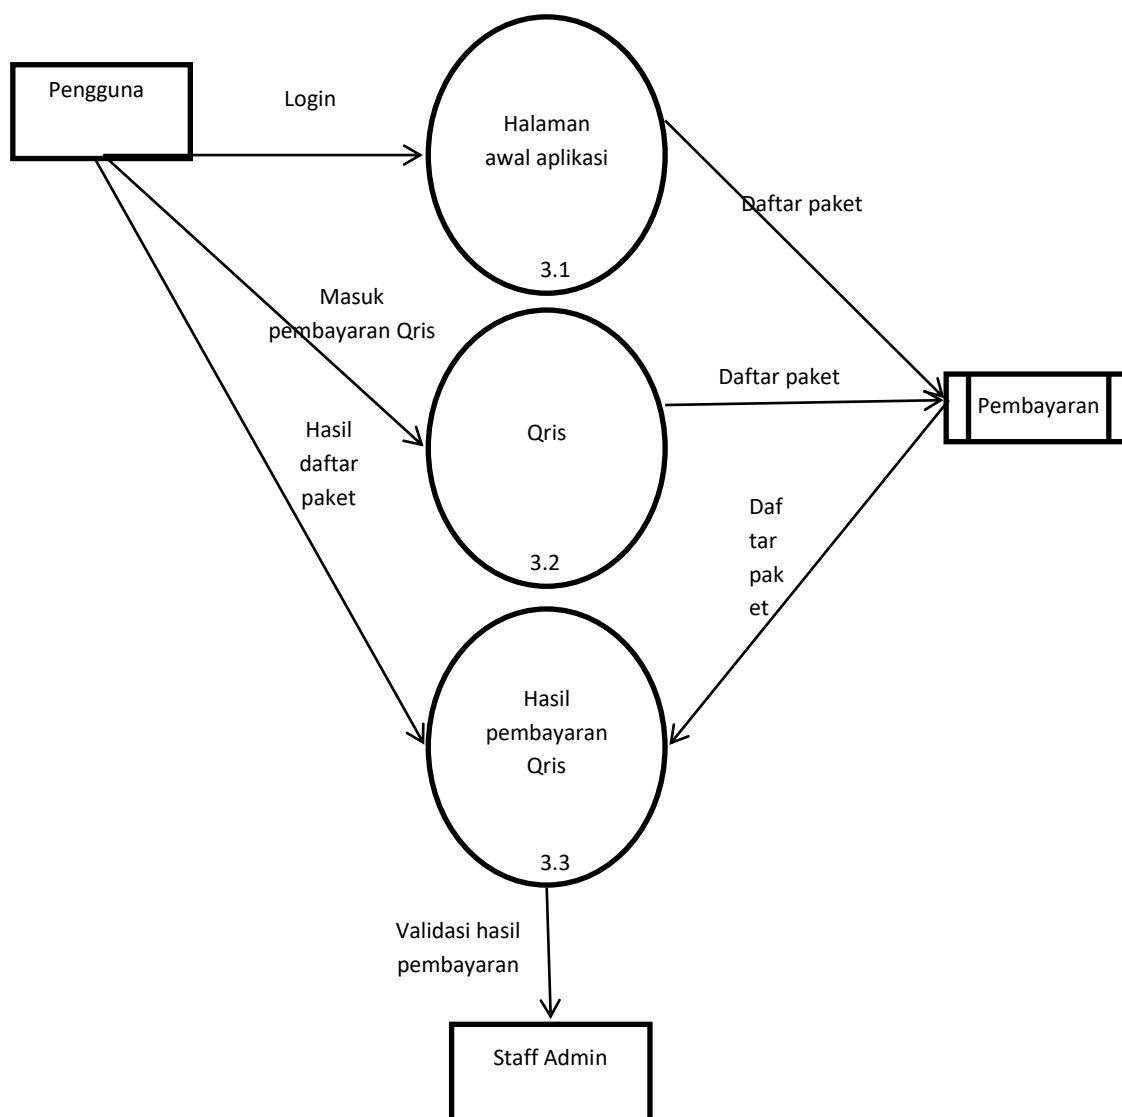 Pengguna
Login
Halaman
awal aplikasi
3.1
Daftar paket
Masuk
pembayaran Qris
Qris
3.2
Daftar paket
Pembayaran
Hasil
daftar
paket
Daf
tar
pak
et
Hasil
pembayaran
Qris
3.3
Validasi hasil
pembayaran
Staff Admin